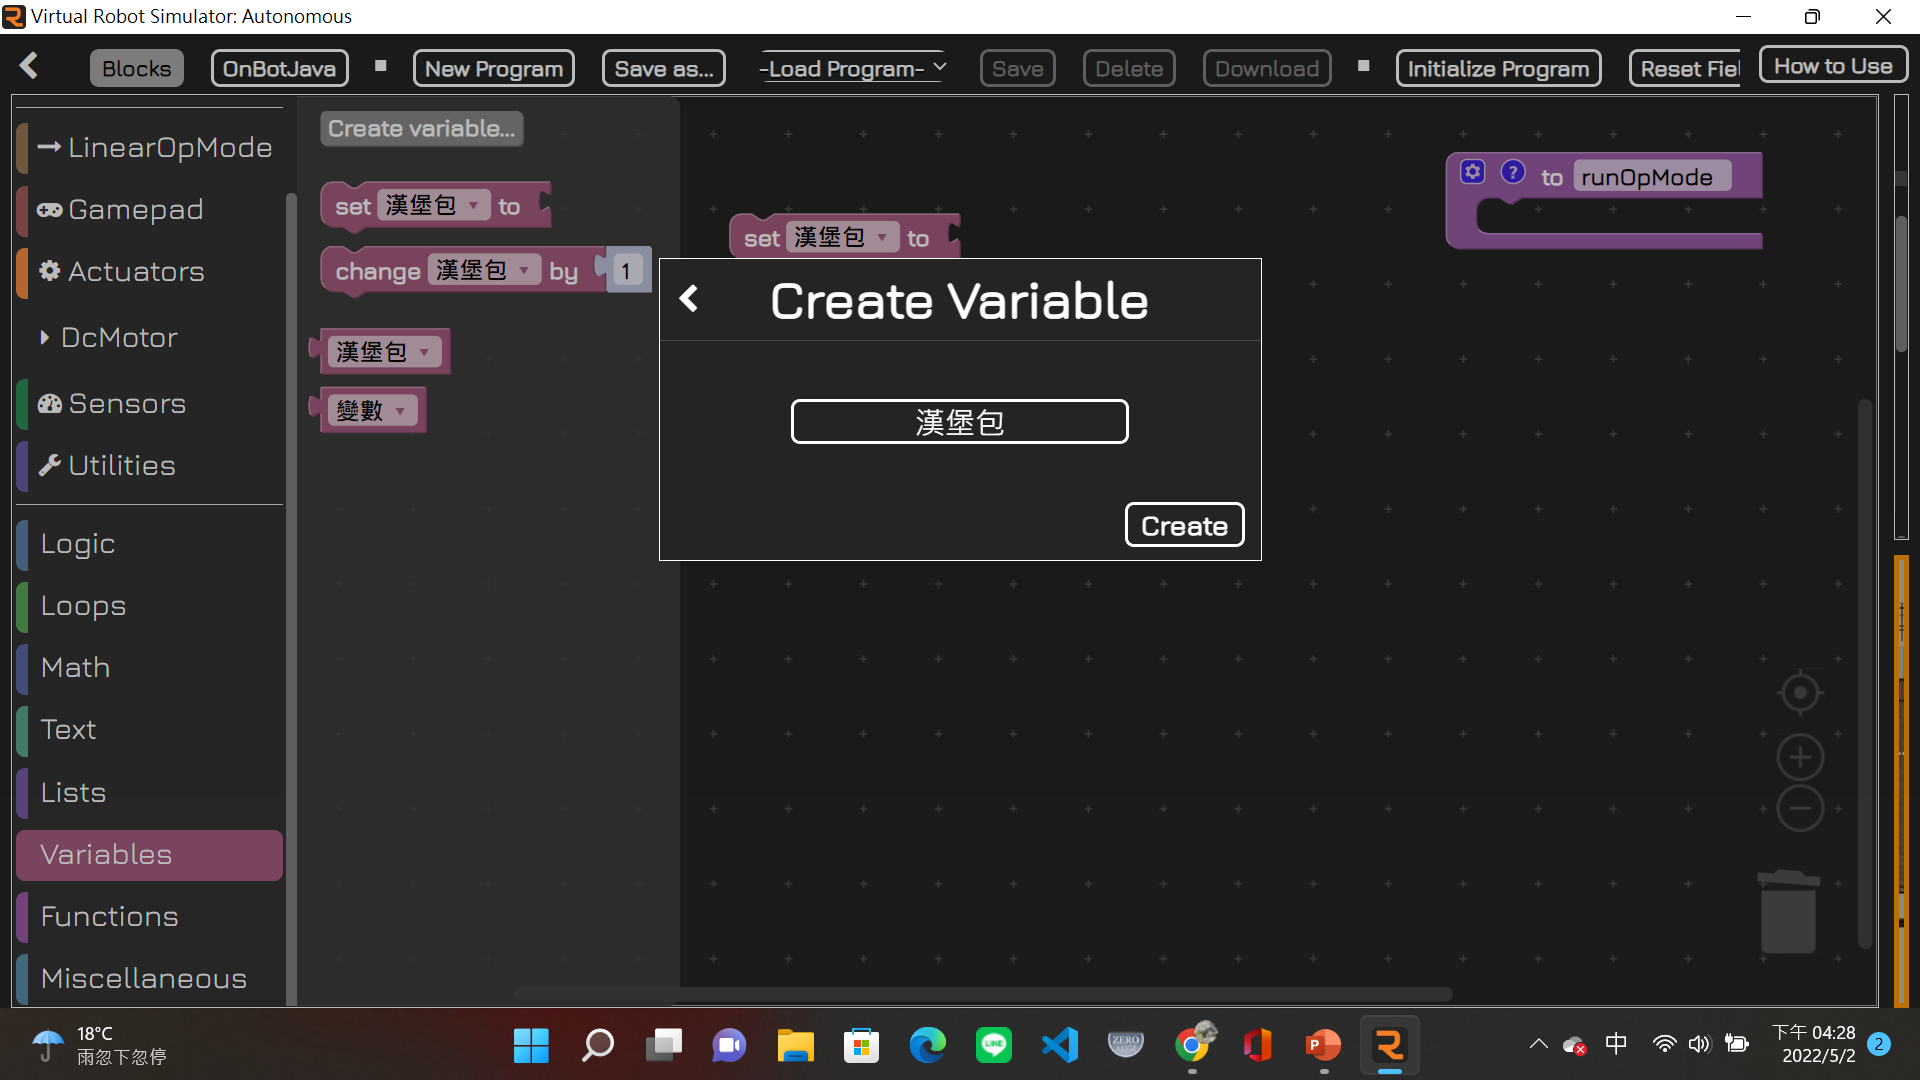 Virtual Robot Simulator: Autonomous
Blocks
OnBotJava
New Program
Save as...
-Load Program-
Save
Delete
Download
Initialize Program
Reset Fiel
How to Use
LinearOpMode
Gamepad
Actuators
DcMotor
Sensors
Utilities
Logic
Loops
Math
Text
Lists
Variables
Functions
Miscellaneous
Create variable...
set 漢堡包 to
change 漢堡包 by 1
漢堡包
變數
set 漢堡包 to
? to runOpMode
Create Variable
漢堡包
Create
18°C
雨忽下忽停
LINE
ZERO
P
中
下午 04:28
2022/5/2
2